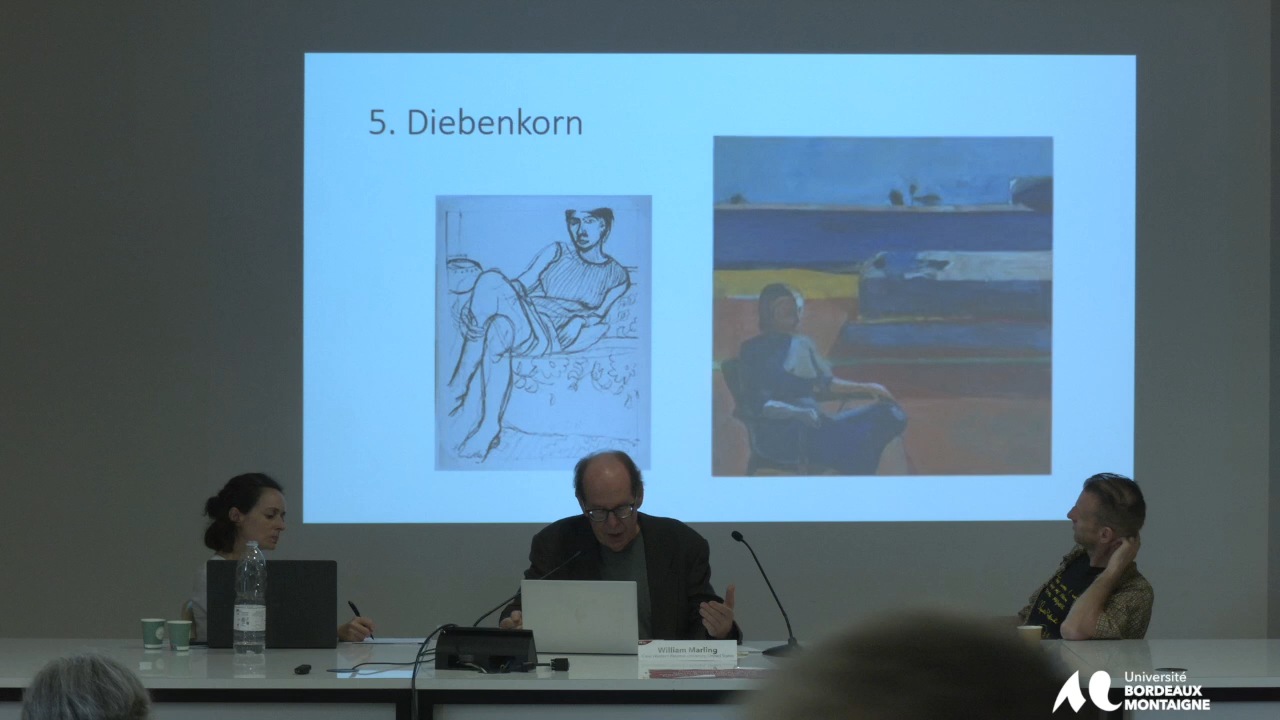 5. Diebenkorn
William Marling
Université
BORDEAUX
MONTAIGNE